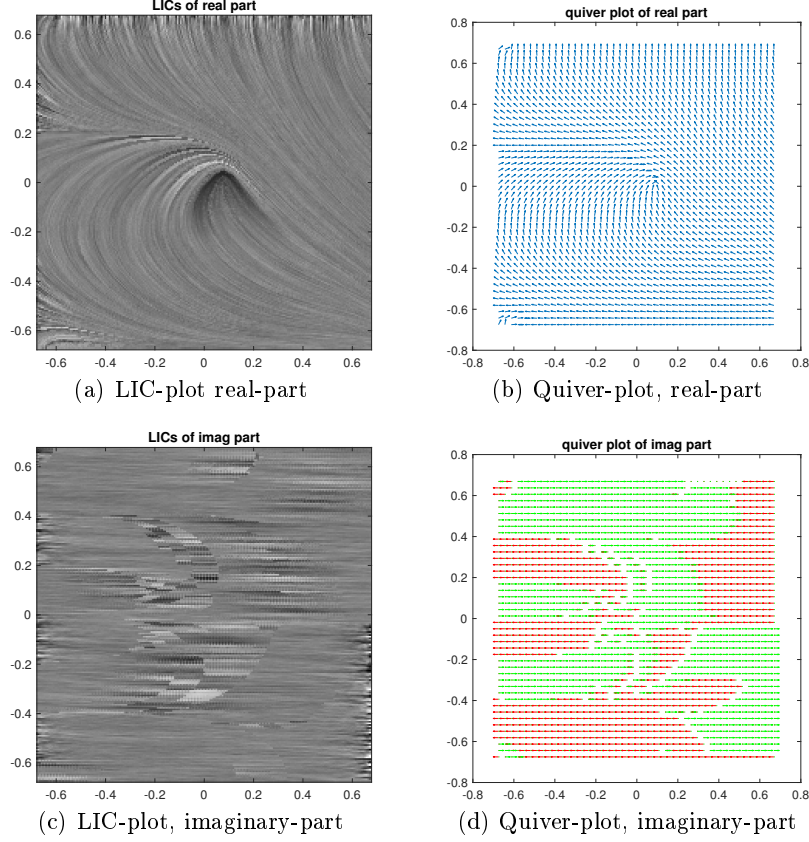 LICs of real part
0.6
0.4
0.2
0
-0.2
-0.4
-0.6
-0.6 -0.4 -0.2 0 0.2 0.4 0.6
(a) LIC-plot real-part
quiver plot of real part
0.8
0.6
0.4
0.2
0
-0.2
-0.4
-0.6
-0.8
-0.8 -0.6 -0.4 -0.2 0 0.2 0.4 0.6 0.8
(b) Quiver-plot, real-part
LICs of imag part
0.6
0.4
0.2
0
-0.2
-0.4
-0.6
-0.6 -0.4 -0.2 0 0.2 0.4 0.6
(c) LIC-plot, imaginary-part
quiver plot of imag part
0.8
0.6
0.4
0.2
0
-0.2
-0.4
-0.6
-0.8
-0.8 -0.6 -0.4 -0.2 0 0.2 0.4 0.6 0.8
(d) Quiver-plot, imaginary-part